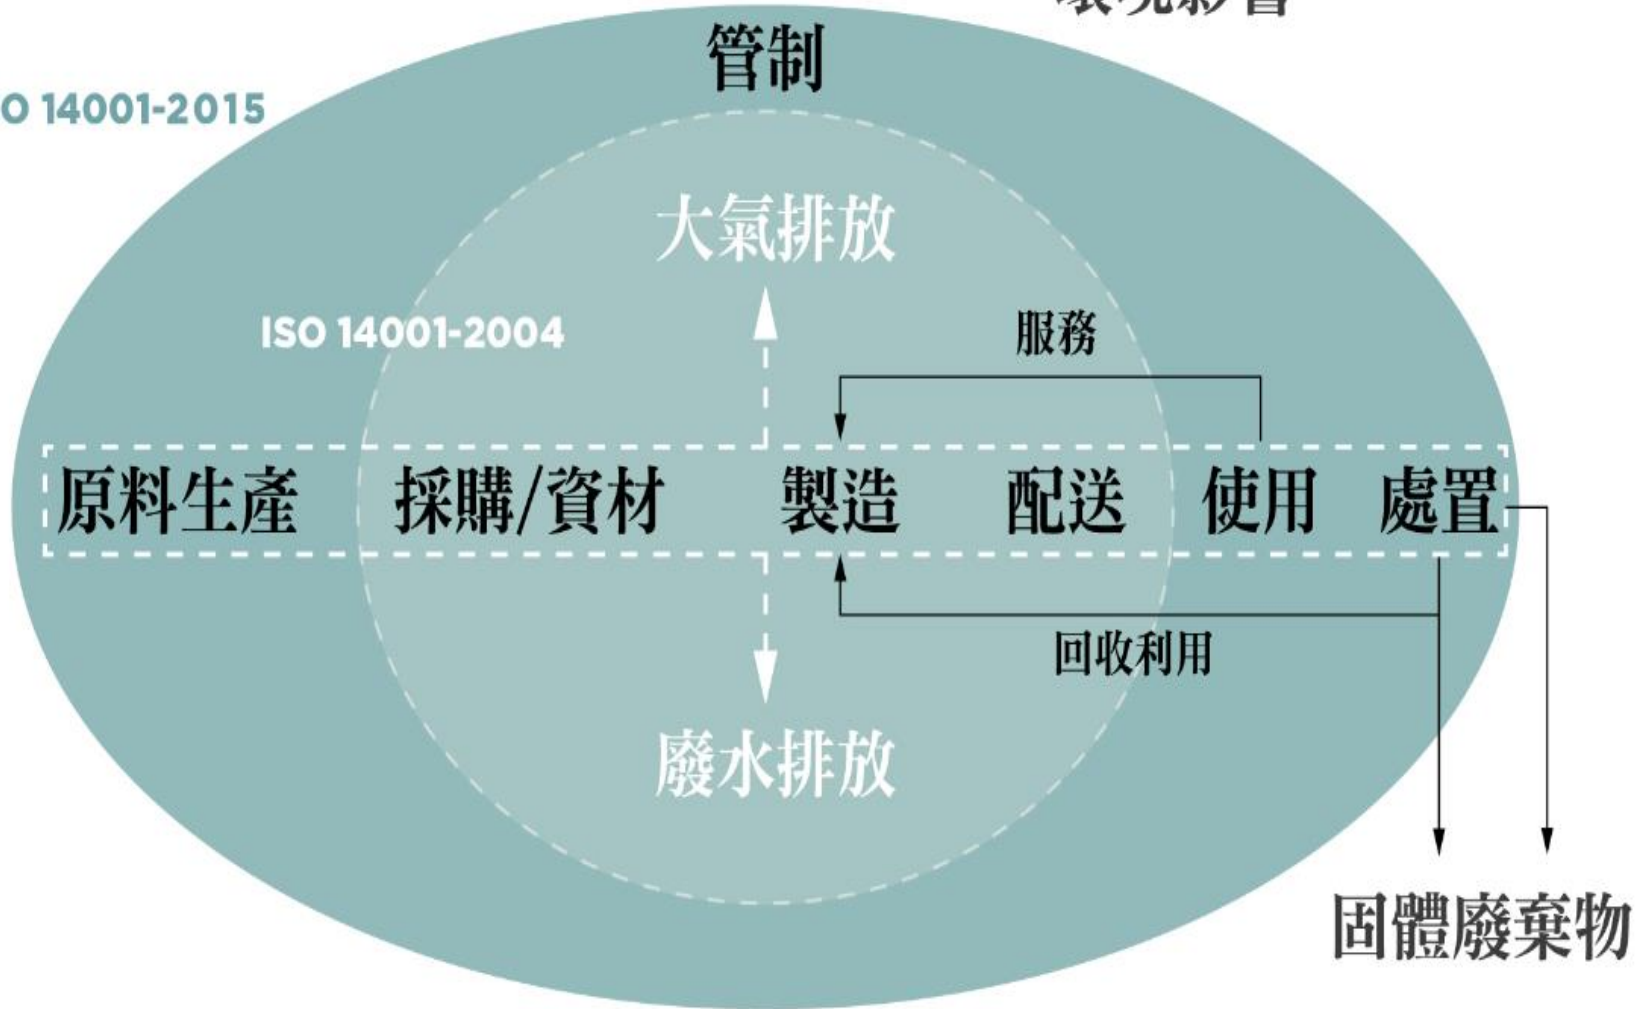 管制
O 14001-2015
大氣排放
ISO 14001-2004
服務
原料生產 採購/資材 製造 配送 使用 處置
回收利用
廢水排放
固體廢棄物